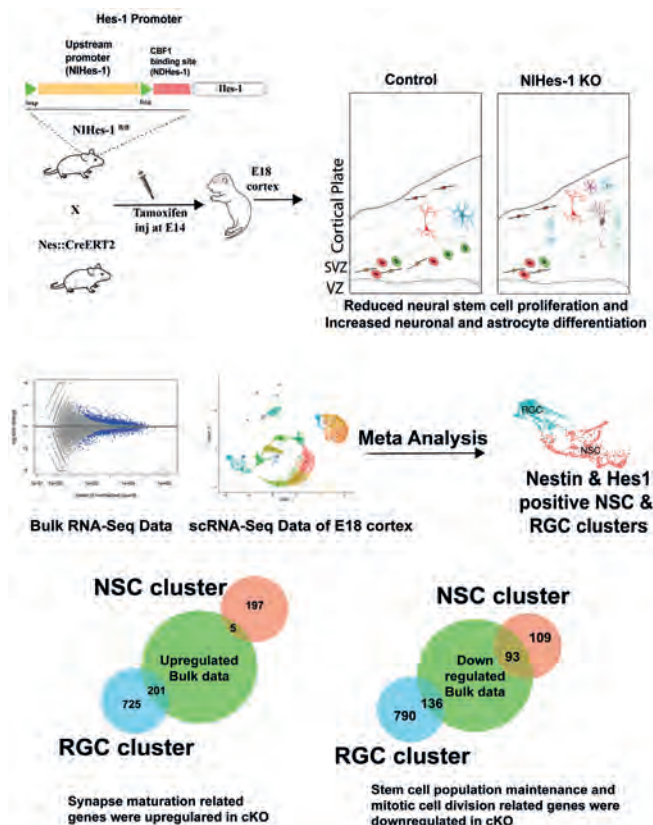 Hes-1 Promoter
Upstream
promoter
(NIHes-1)
CBF1
binding site
(NDHes-1)
Hes-1
loxp
loxp
NIHes-1 fl/fl
X
Nes::CreERT2
Tamoxifen
inj at E14
E18
cortex
Control
NIHes-1 KO
Cortical Plate
SVZ
VZ
Reduced neural stem cell proliferation and
Increased neuronal and astrocyte differentiation
Bulk RNA-Seq Data
scRNA-Seq Data of E18 cortex
Meta Analysis
RGC
NSC
Nestin & Hes1
positive NSC &
RGC clusters
NSC cluster
197
5
Upregulated
Bulk data
201
725
RGC cluster
Synapse maturation related
genes were upregulared in cKO
NSC cluster
109
93
Down
regulated
Bulk data
136
790
RGC cluster
Stem cell population maintenance and
mitotic cell division related genes were
downregulated in cKO